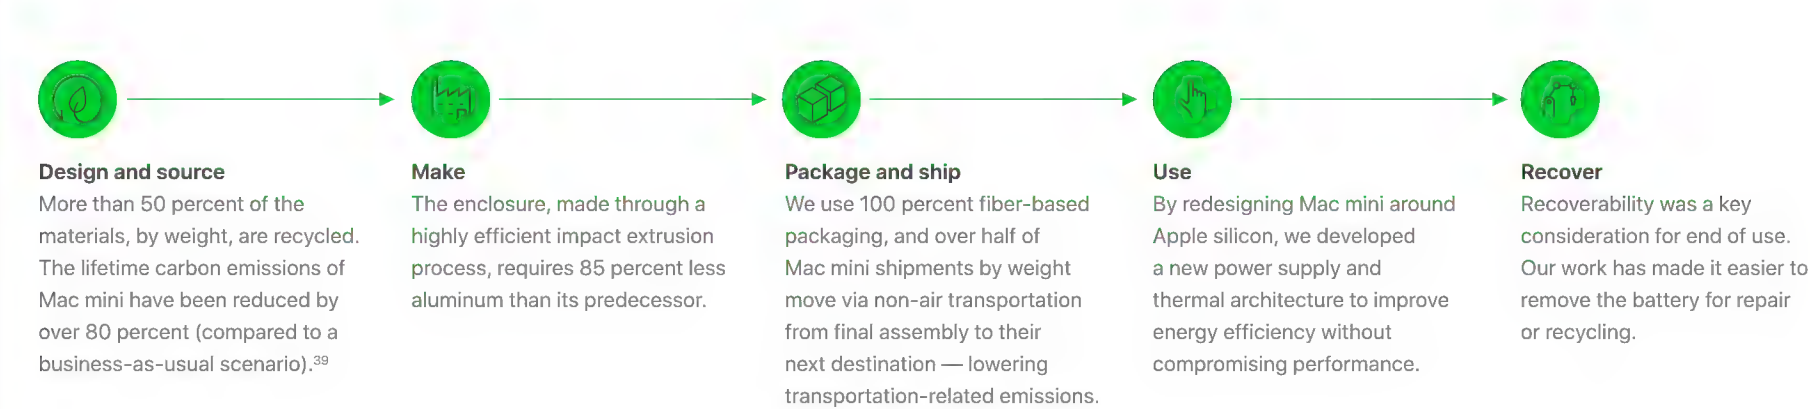 Design and source
More than 50 percent of the
materials, by weight, are recycled.
The lifetime carbon emissions of
Mac mini have been reduced by
over 80 percent (compared to a
business-as-usual scenario).³⁹
Make
The enclosure, made through a
highly efficient impact extrusion
process, requires 85 percent less
aluminum than its predecessor.
Package and ship
We use 100 percent fiber-based
packaging, and over half of
Mac mini shipments by weight
move via non-air transportation
from final assembly to their
next destination — lowering
transportation-related emissions.
Use
By redesigning Mac mini around
Apple silicon, we developed
a new power supply and
thermal architecture to improve
energy efficiency without
compromising performance.
Recover
Recoverability was a key
consideration for end of use.
Our work has made it easier to
remove the battery for repair
or recycling.